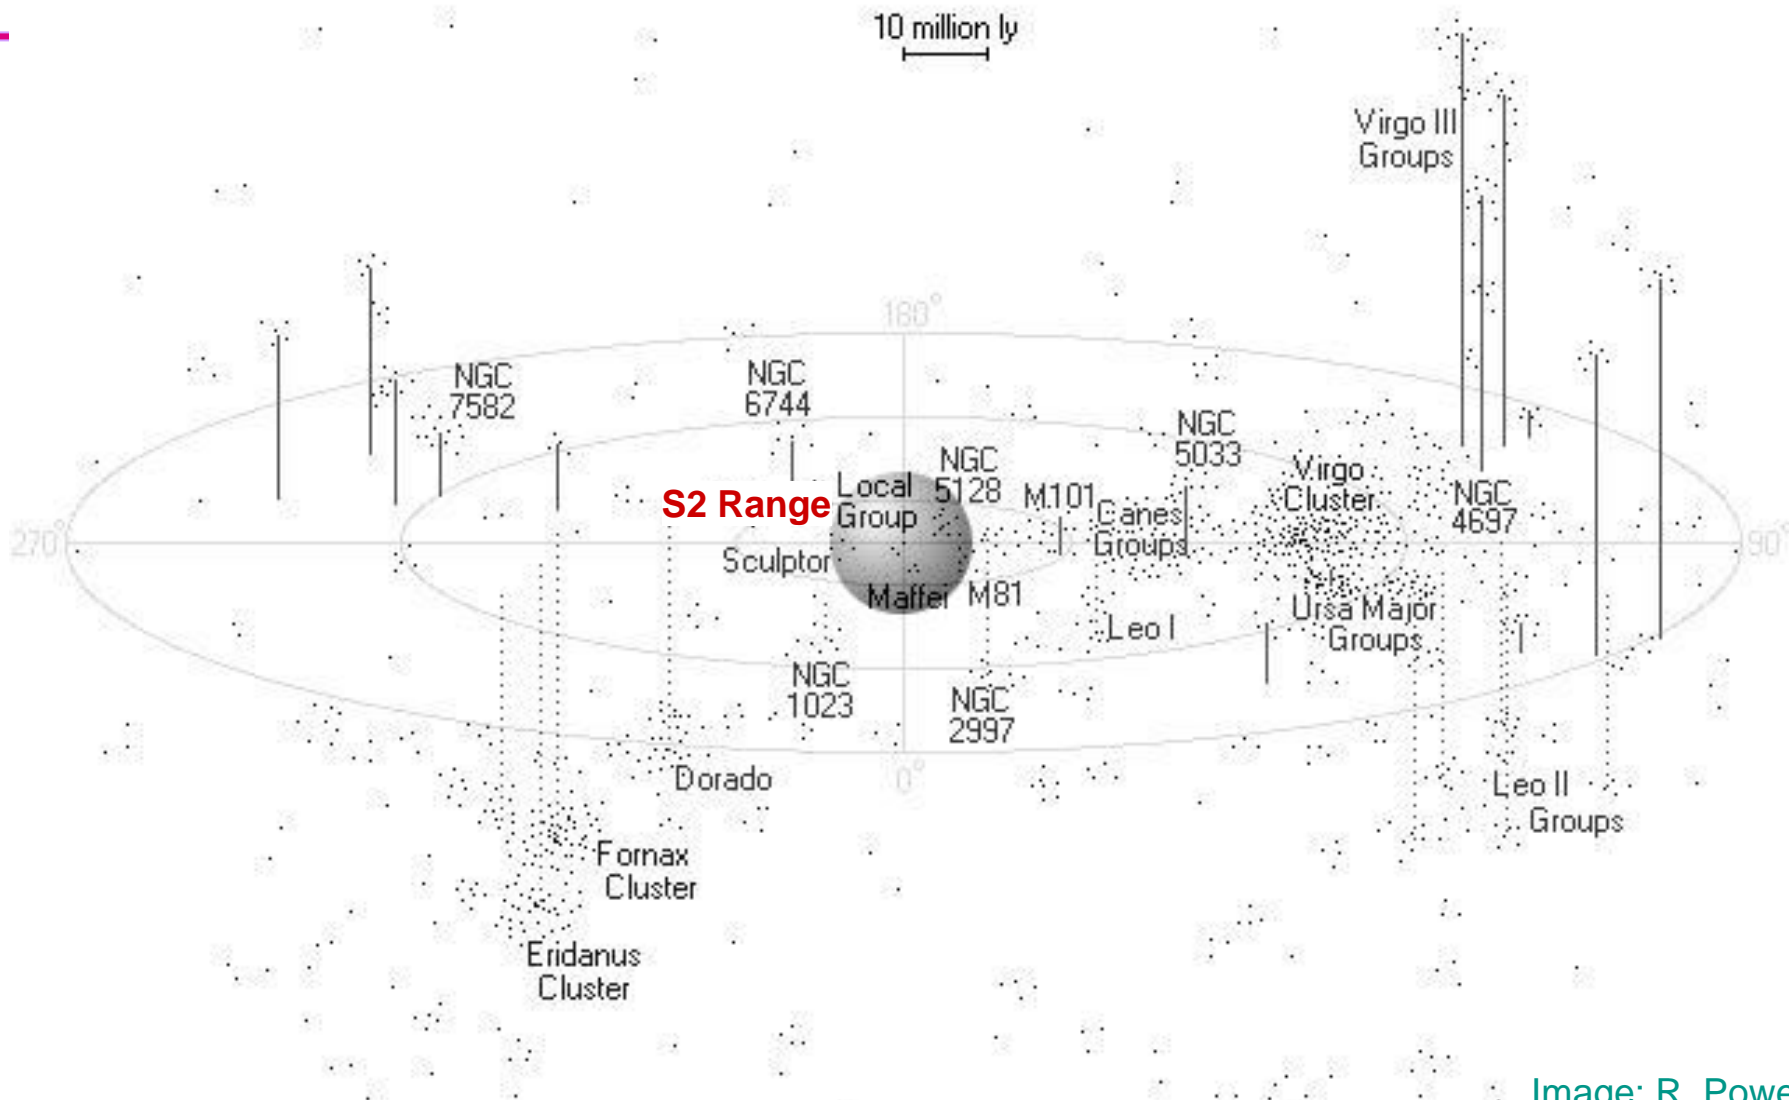 10 million ly
Virgo III
Groups
180°
NGC
7582
NGC
6744
NGC
5033
NGC
5128
Virgo
Cluster
Local
Group
S2 Range
M101
Canes
Groups
NGC
4697
270°
90°
Sculptor
Maffei
M81
Leo I
Ursa Major
Groups
NGC
1023
NGC
2997
Dorado
0°
Leo II
Groups
Fornax
Cluster
Eridanus
Cluster
Image: R. Powe